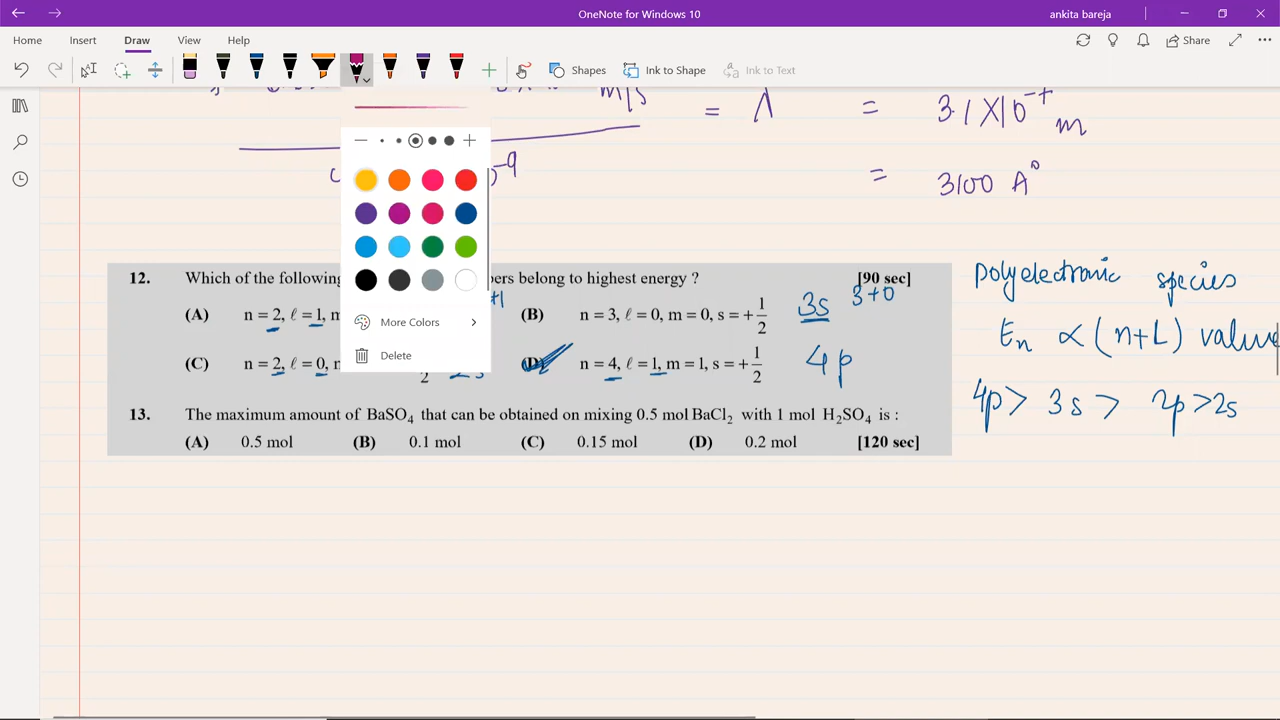 OneNote for Windows 10
ankita bareja
Home Insert Draw View Help
Share
Shapes Ink to Shape Ink to Text
m/s
= λ = 3.1 X10⁻⁷ m
-9
= 3100 A°
12. Which of the following bers belong to highest energy ? [90 sec]
(A) n = 2, ℓ = 1, m +1 (B) n = 3, ℓ = 0, m = 0, s = +1/2 3s 3+0
(C) n = 2, ℓ = 0, n 2 2s (D) n = 4, ℓ = 1, m = 1, s = +1/2 4p
13. The maximum amount of BaSO₄ that can be obtained on mixing 0.5 mol BaCl₂ with 1 mol H₂SO₄ is :
(A) 0.5 mol (B) 0.1 mol (C) 0.15 mol (D) 0.2 mol [120 sec]
Polyelectronic species
En ∝ (n+L) value
4p > 3s > 2p > 2s
More Colors
Delete